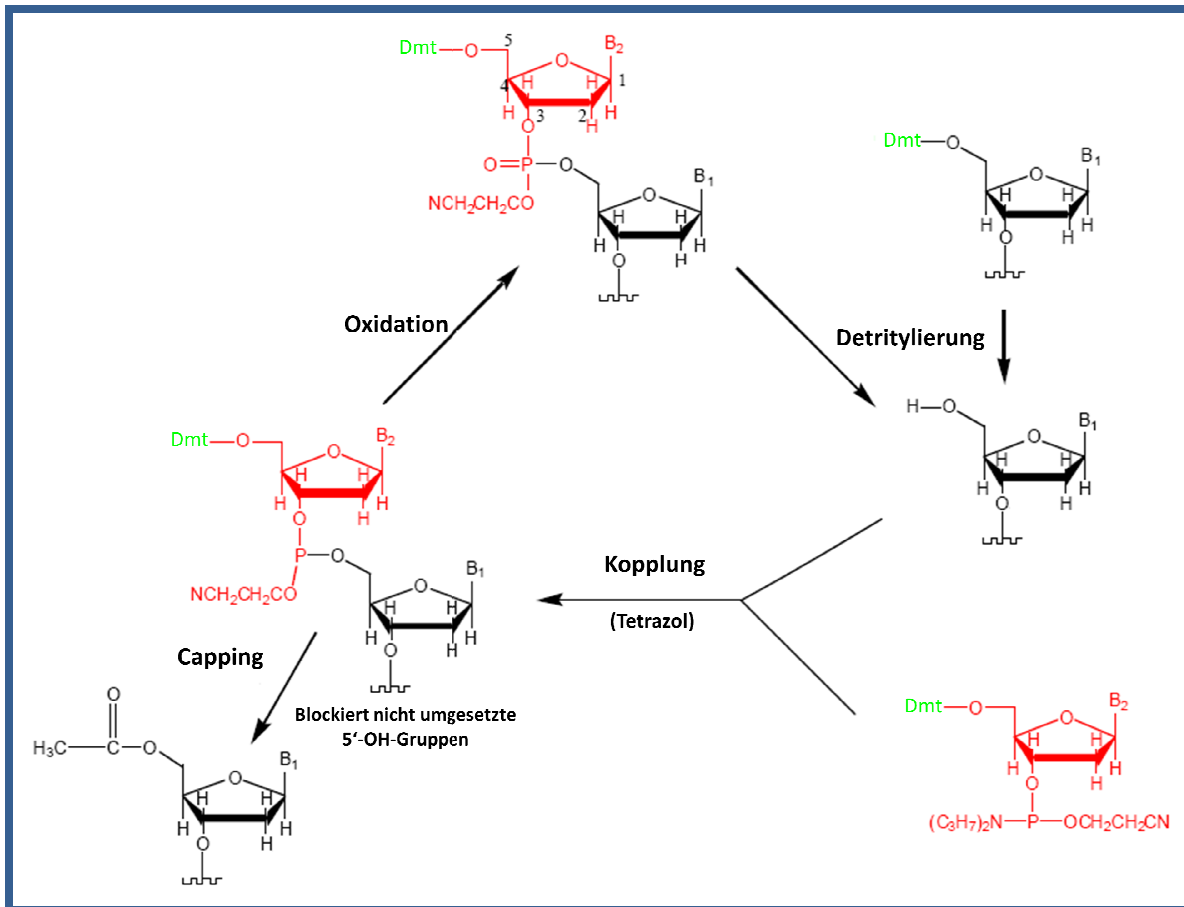 Dmt—O
5
O
B₂
4
H
H
1
H
3
2
H
H
O
O=P—O
NCH₂CH₂CO
O
B₁
H
H
H
H
O
Dmt—O
O
B₁
H
H
H
H
O
Oxidation
Detritylierung
H—O
O
B₁
H
H
H
H
O
Dmt—O
O
B₂
H
H
H
H
H
O
P—O
NCH₂CH₂CO
O
B₁
H
H
H
H
H
O
Kopplung
(Tetrazol)
Capping
Blockiert nicht umgesetzte
5‘-OH-Gruppen
O
H₃C
C
O
O
B₁
H
H
H
H
H
O
Dmt—O
O
B₂
H
H
H
H
H
O
(C₃H₇)₂N—P—OCH₂CH₂CN